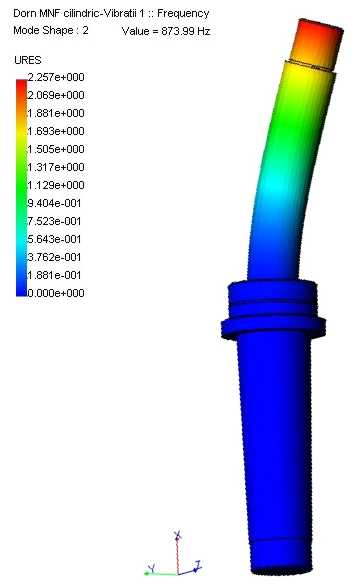 Dorn MNF cilindric-Vibratii 1 :: Frequency
Mode Shape : 2 Value = 873.99 Hz
URES
2.257e+000
2.069e+000
1.881e+000
1.693e+000
1.505e+000
1.317e+000
1.129e+000
9.404e-001
7.523e-001
5.643e-001
3.762e-001
1.881e-001
0.000e+000
X
Y
Z